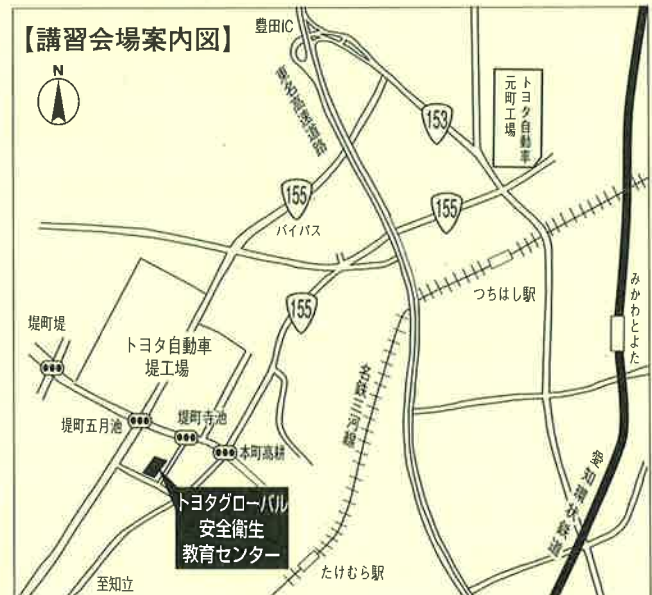 【講習会場案内図】
豊田IC
N
東名高速道路
153
トヨタ自動車
元町工場
155
バイパス
155
つちはし駅
みかわとよた
155
堤町堤
トヨタ自動車
堤工場
名鉄三河線
堤町五月池
堤町寺池
本町高耕
愛知環状鉄道
トヨタグローバル
安全衛生
教育センター
たけむら駅
至知立